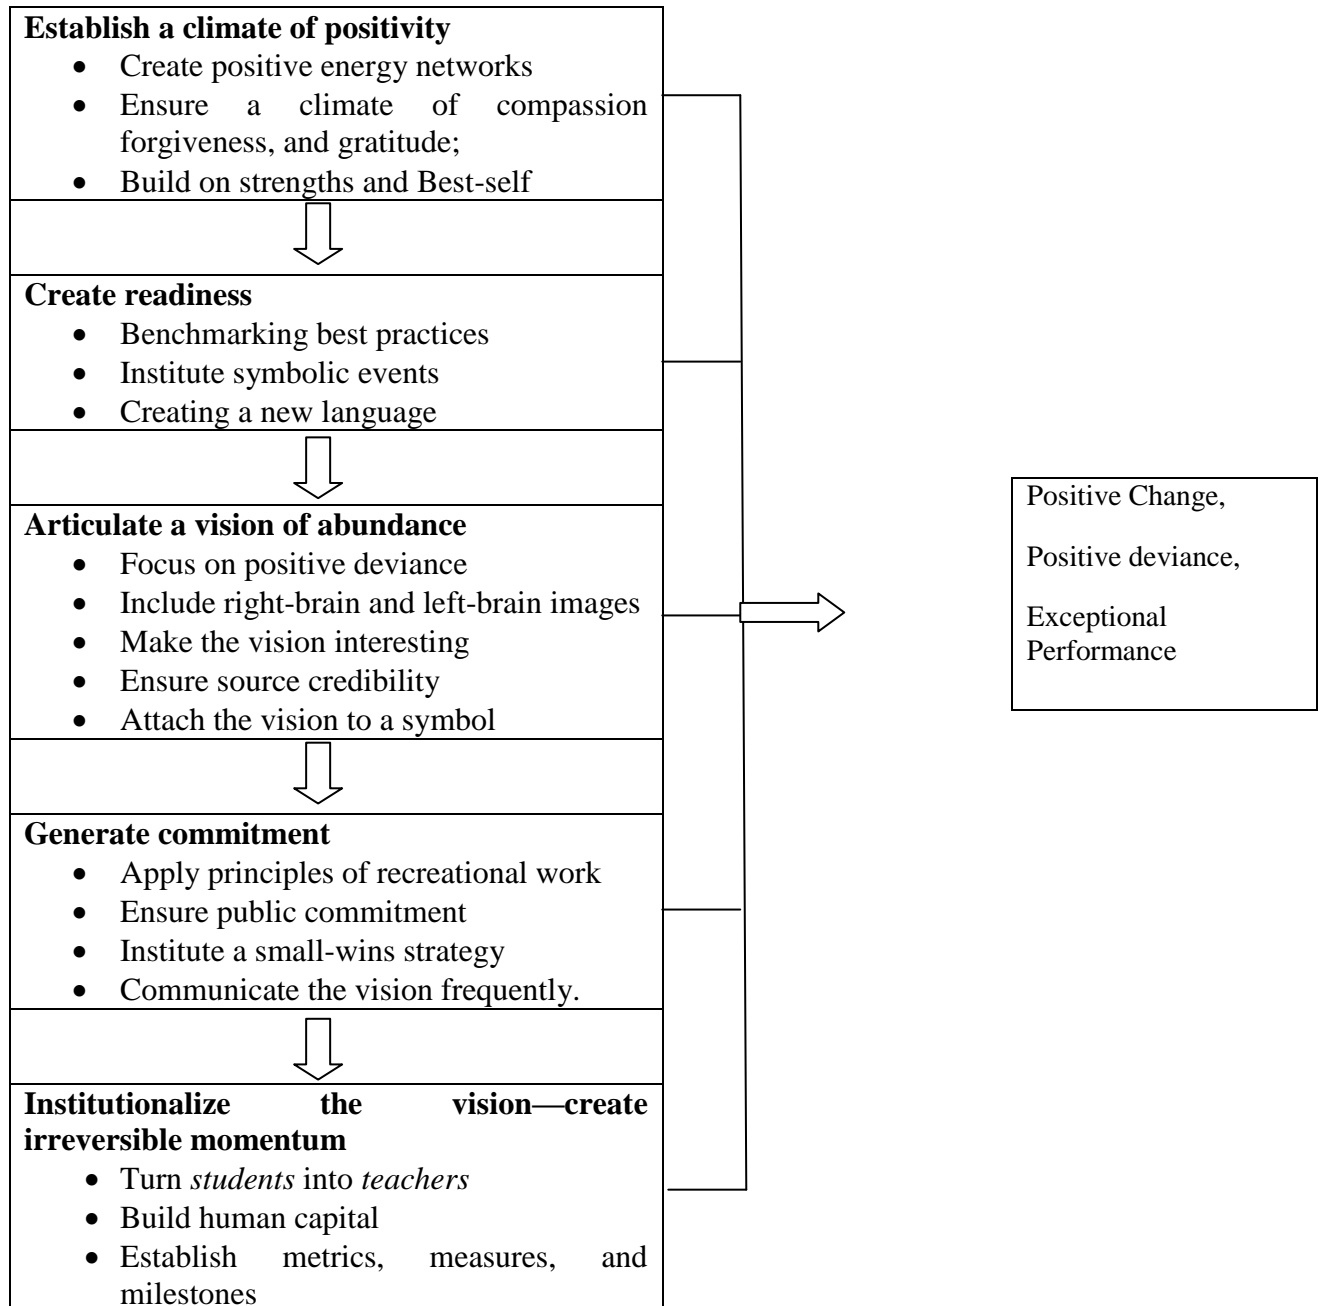 Establish a climate of positivity
• Create positive energy networks
• Ensure a climate of compassion
forgiveness, and gratitude;
• Build on strengths and Best-self
Create readiness
• Benchmarking best practices
• Institute symbolic events
• Creating a new language
Articulate a vision of abundance
• Focus on positive deviance
• Include right-brain and left-brain images
• Make the vision interesting
• Ensure source credibility
• Attach the vision to a symbol
Generate commitment
• Apply principles of recreational work
• Ensure public commitment
• Institute a small-wins strategy
• Communicate the vision frequently.
Institutionalize the vision—create
irreversible momentum
• Turn students into teachers
• Build human capital
• Establish metrics, measures, and
milestones
Positive Change,
Positive deviance,
Exceptional
Performance